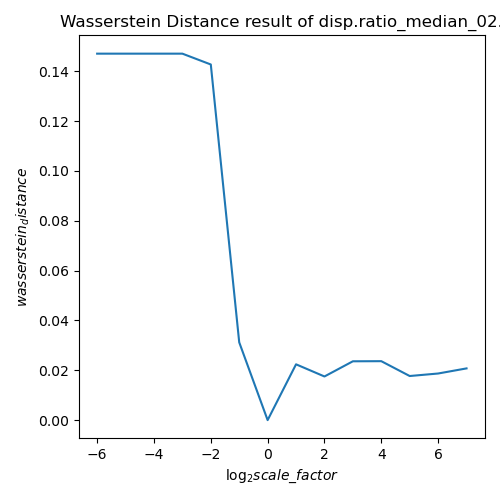 Wasserstein Distance result of disp.ratio_median_02.
0.14
0.12
0.10
0.08
0.06
0.04
0.02
0.00
wasserstein_distance
−6 −4 −2 0 2 4 6
log₂scale_factor